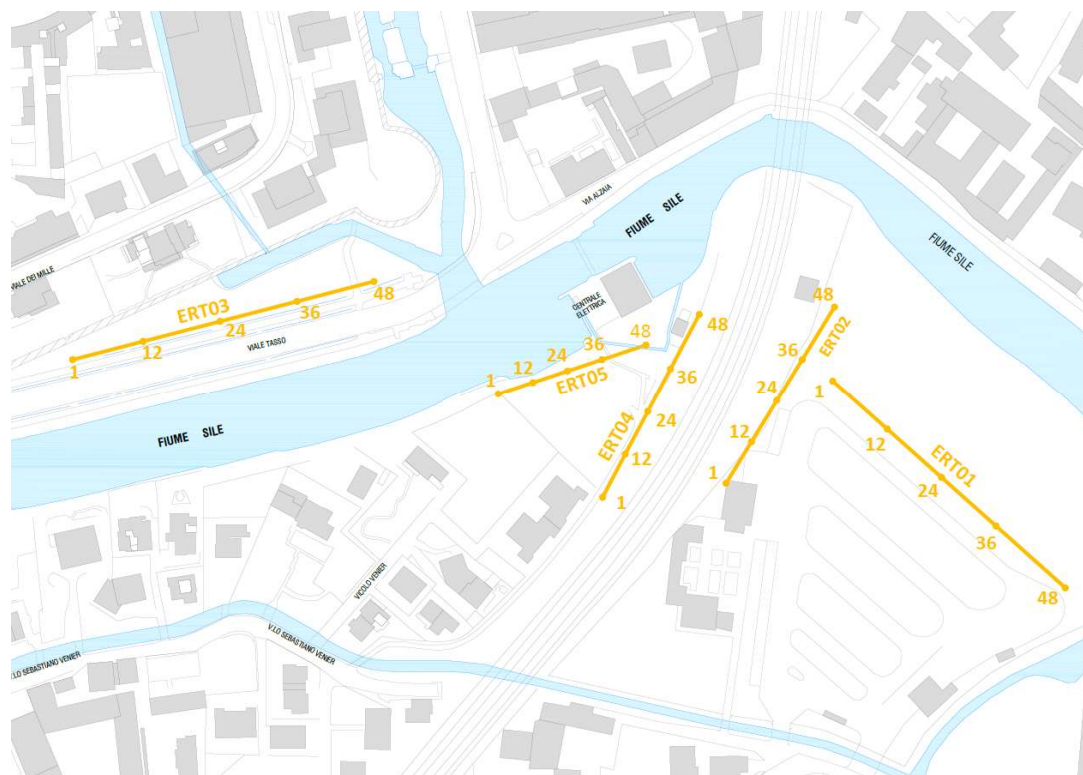 VIA ALZAIA
FIUME SILE
FIUME SILE
VIALE DEI MILLE
ERT03
48
36
24
12
1
VIALE TASSO
CENTRALE
ELETTRICA
48
36
24
12
1
ERT05
48
36
24
12
1
ERT04
48
36
24
12
1
ERT02
1
12
24
36
48
ERT01
FIUME SILE
VICOLO VENIER
V.LO SEBASTIANO VENIER
V.LO SEBASTIANO VENIER